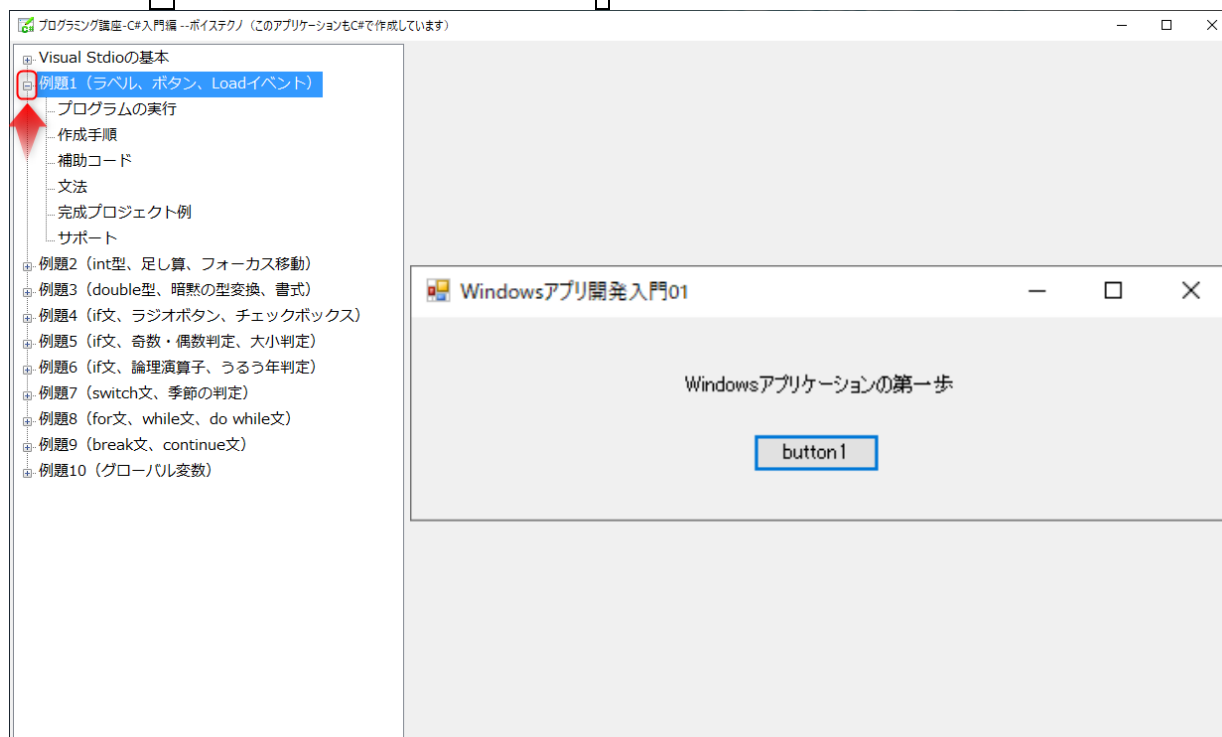 プログラミング講座-C#入門編 --ボイステクノ（このアプリケーションもC#で作成しています）
Visual Stdioの基本
例題1（ラベル、ボタン、Loadイベント）
プログラムの実行
作成手順
補助コード
文法
完成プロジェクト例
サポート
例題2（int型、足し算、フォーカス移動）
例題3（double型、暗黙の型変換、書式）
例題4（if文、ラジオボタン、チェックボックス）
例題5（if文、奇数・偶数判定、大小判定）
例題6（if文、論理演算子、うるう年判定）
例題7（switch文、季節の判定）
例題8（for文、while文、do while文）
例題9（break文、continue文）
例題10（グローバル変数）
Windowsアプリ開発入門01
Windowsアプリケーションの第一歩
button1